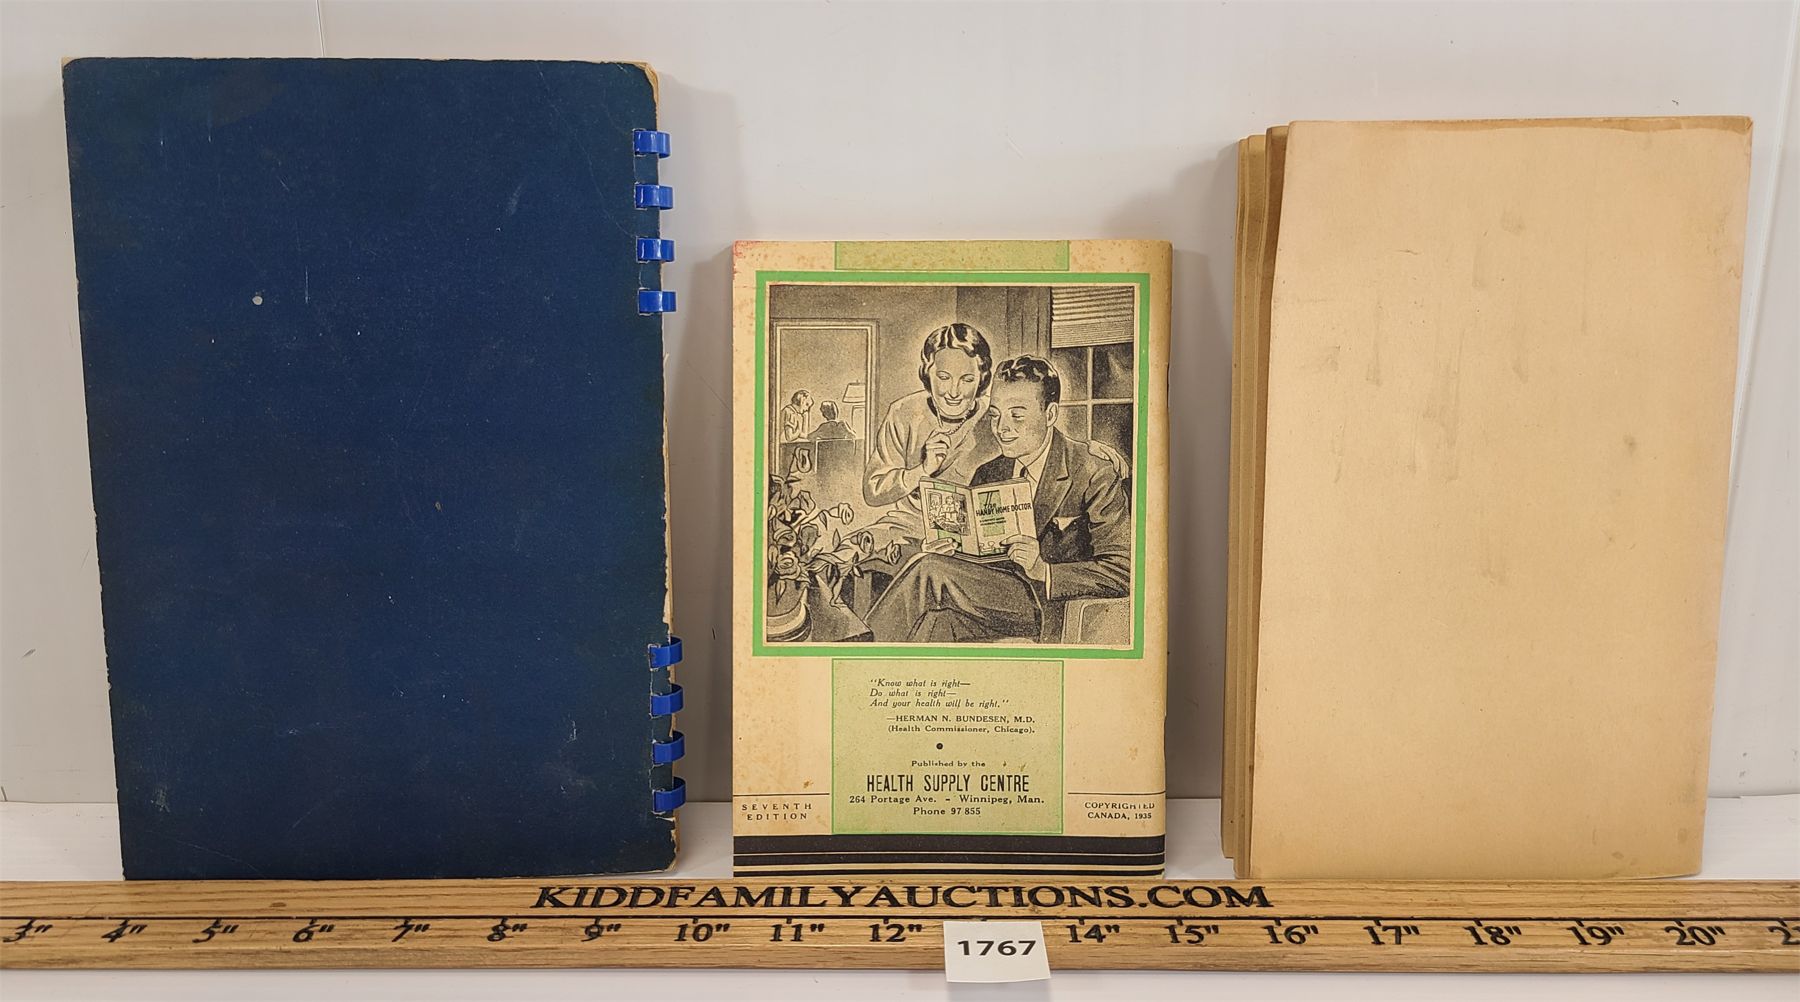 The
HANDY HOME DOCTOR
"Know what is right—
Do what is right—
And your health will be right."
—HERMAN N. BUNDESEN, M.D.
(Health Commissioner, Chicago).
Published by the
HEALTH SUPPLY CENTRE
264 Portage Ave. - Winnipeg, Man.
Phone 97 855
SEVENTH
EDITION
COPYRIGHTED
CANADA, 1935
KIDDFAMILYAUCTIONS.COM
3" 4" 5" 6" 7" 8" 9" 10" 11" 12" 14" 15" 16" 17" 18" 19" 20"
1767